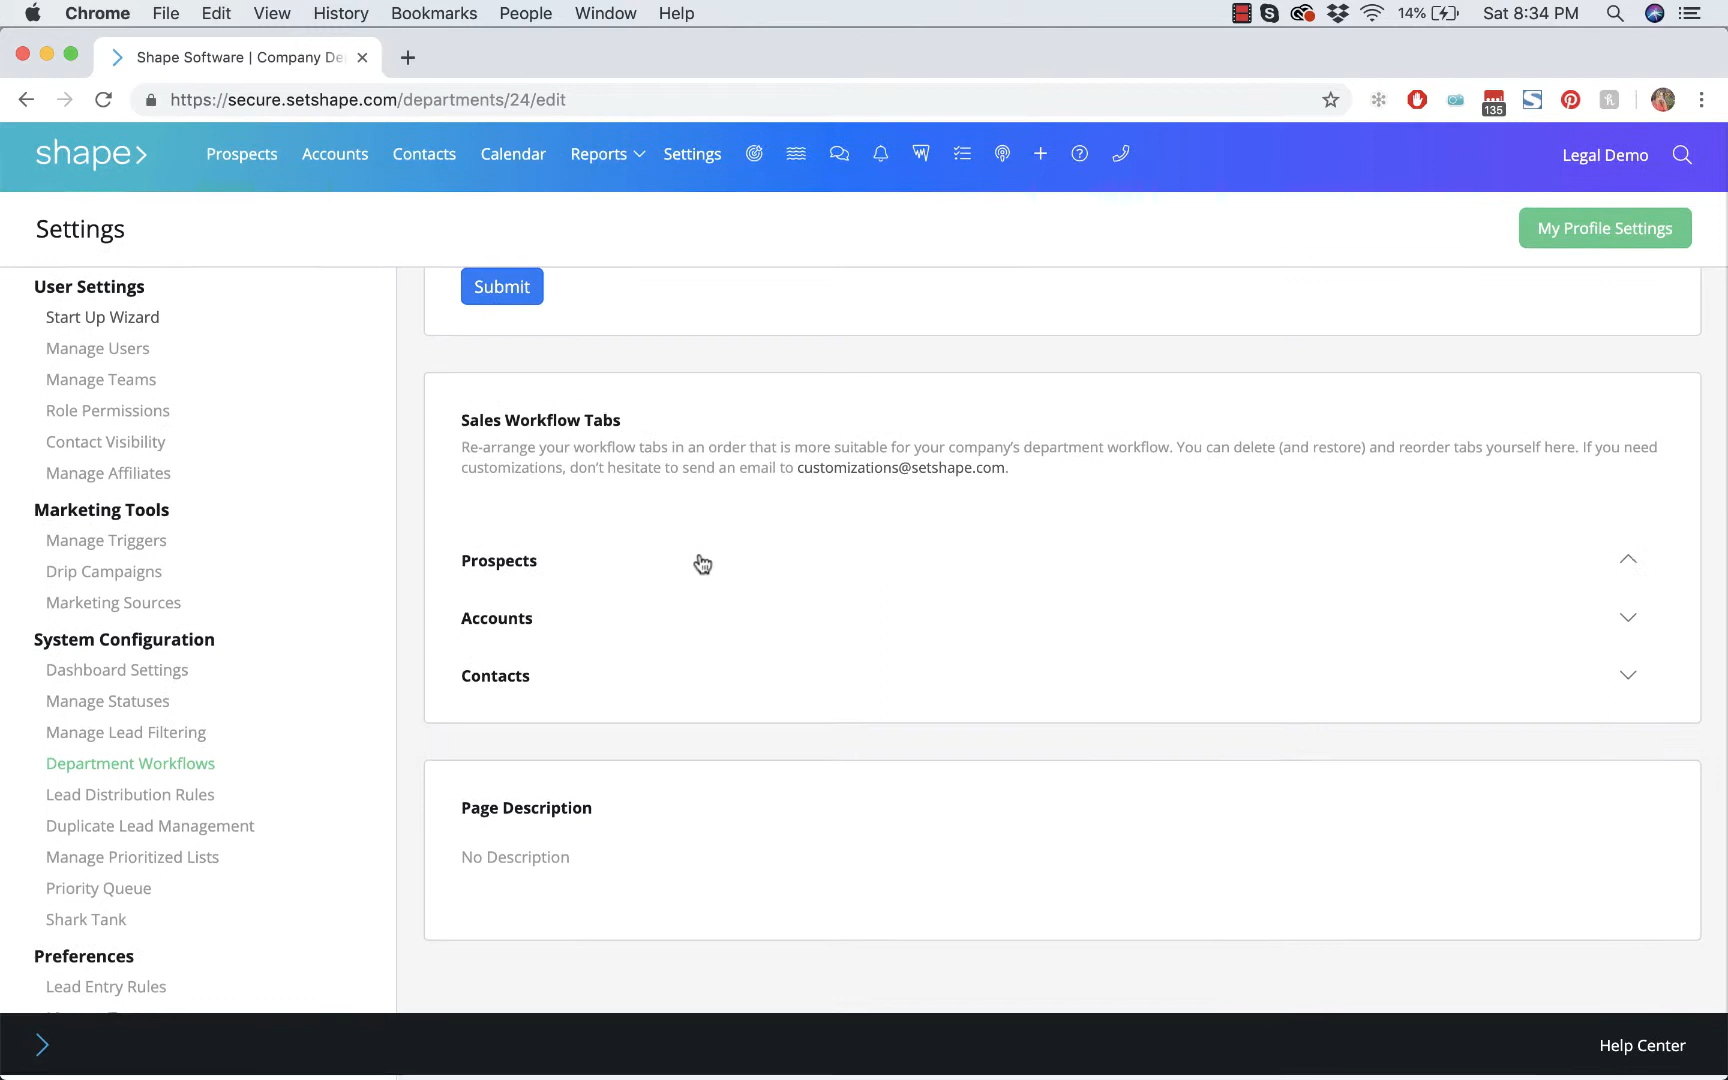 Chrome File Edit View History Bookmarks People Window Help 14% Sat 8:34 PM
Shape Software | Company De
https://secure.setshape.com/departments/24/edit
135
shape> Prospects Accounts Contacts Calendar Reports Settings Legal Demo
Settings
My Profile Settings
User Settings
Start Up Wizard
Manage Users
Manage Teams
Role Permissions
Contact Visibility
Manage Affiliates
Marketing Tools
Manage Triggers
Drip Campaigns
Marketing Sources
System Configuration
Dashboard Settings
Manage Statuses
Manage Lead Filtering
Department Workflows
Lead Distribution Rules
Duplicate Lead Management
Manage Prioritized Lists
Priority Queue
Shark Tank
Preferences
Lead Entry Rules
Submit
Sales Workflow Tabs
Re-arrange your workflow tabs in an order that is more suitable for your company's department workflow. You can delete (and restore) and reorder tabs yourself here. If you need
customizations, don't hesitate to send an email to customizations@setshape.com.
Prospects
Accounts
Contacts
Page Description
No Description
Help Center